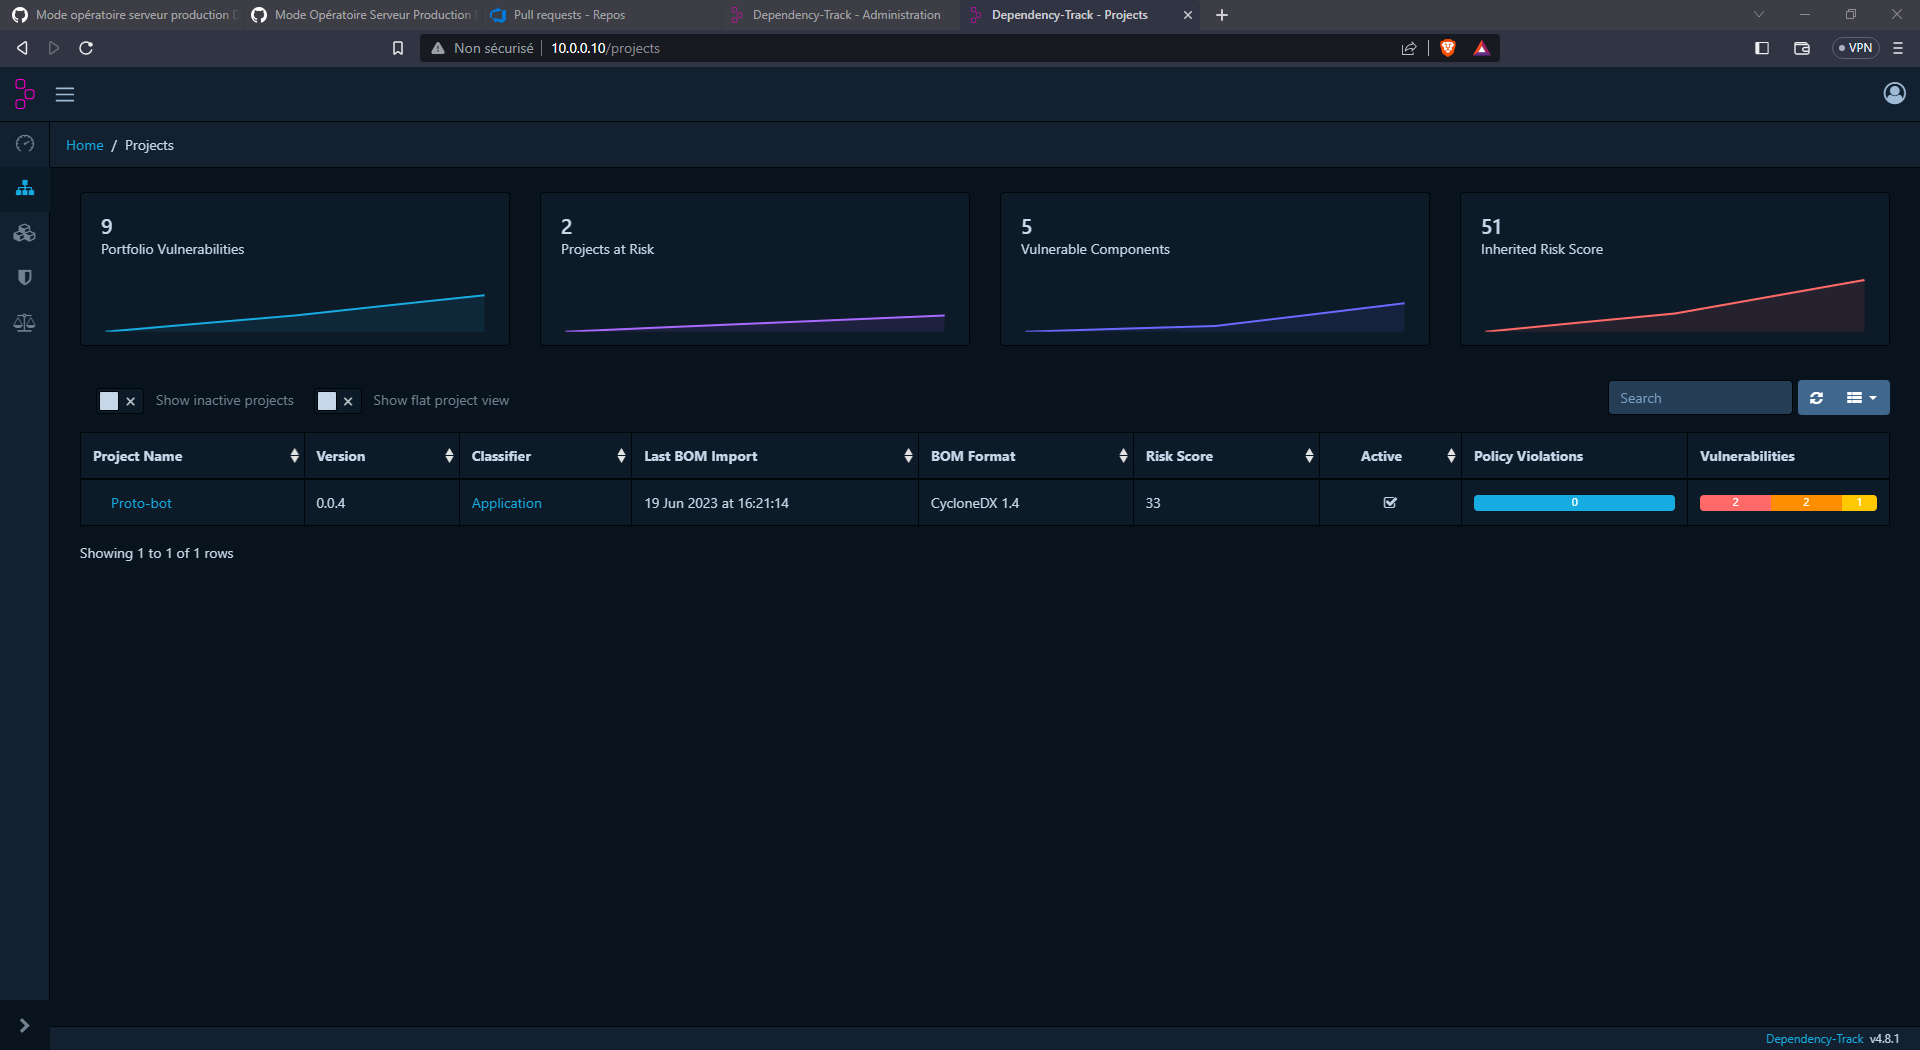 Mode opératoire serveur production D
Mode Opératoire Serveur Production
Pull requests - Repos
Dependency-Track - Administration
Dependency-Track - Projects
Non sécurisé
10.0.0.10/projects
VPN
Home / Projects
9
Portfolio Vulnerabilities
2
Projects at Risk
5
Vulnerable Components
51
Inherited Risk Score
Show inactive projects
Show flat project view
Search
Project Name
Version
Classifier
Last BOM Import
BOM Format
Risk Score
Active
Policy Violations
Vulnerabilities
Proto-bot
0.0.4
Application
19 Jun 2023 at 16:21:14
CycloneDX 1.4
33
0
2
2
1
Showing 1 to 1 of 1 rows
Dependency-Track v4.8.1